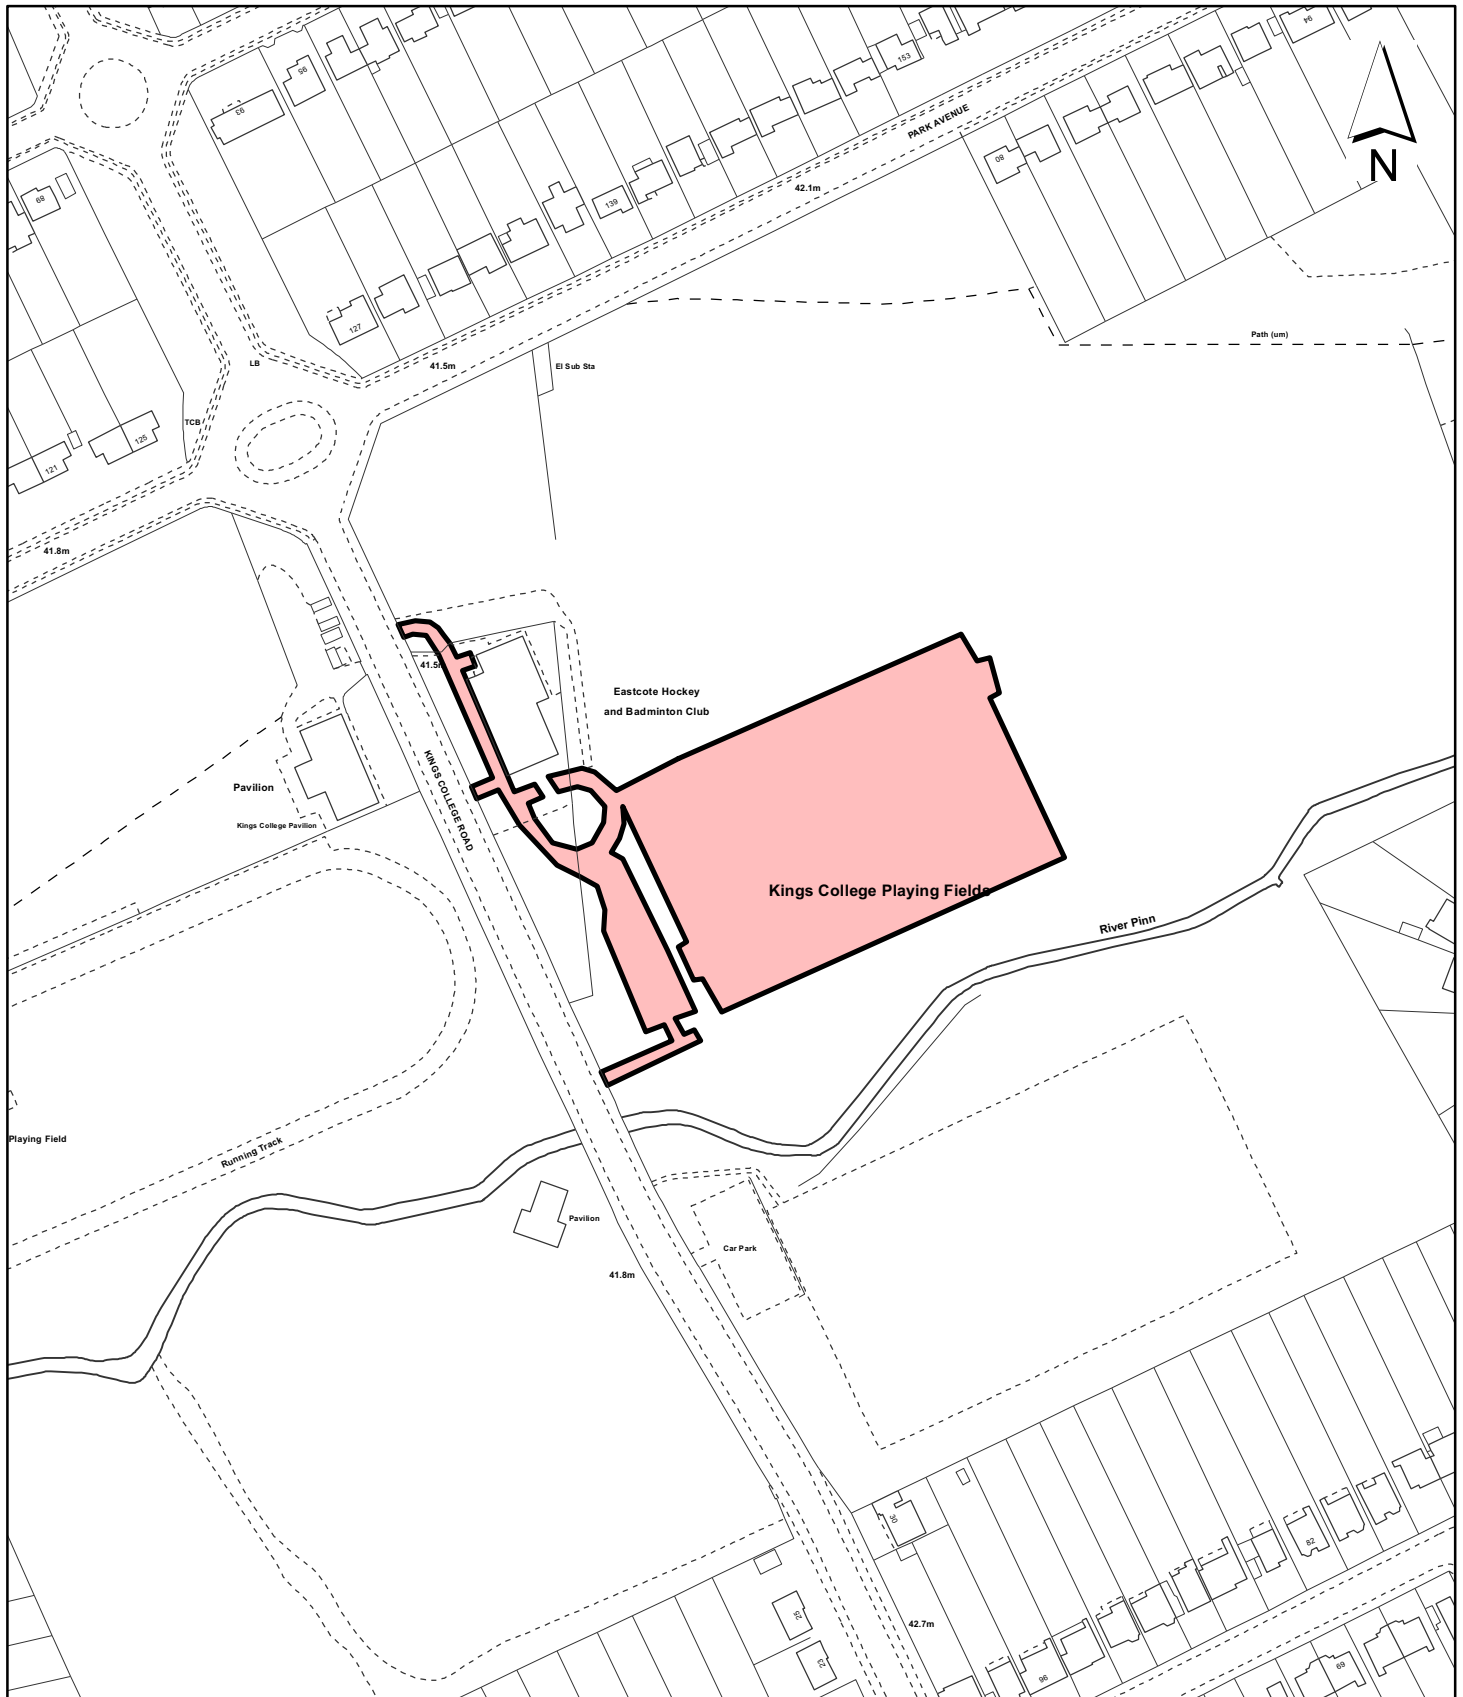 94
153
95
93
PARK AVENUE
N
80
89
139
42.1m
127
Path (um)
LB
41.5m
El Sub Sta
TCB
125
121
41.8m
41.5m
Eastcote Hockey
and Badminton Club
KINGS COLLEGE ROAD
Pavilion
Kings College Pavilion
Kings College Playing Fields
River Pinn
Playing Field
Running Track
Pavilion
Car Park
41.8m
30
82
25
42.7m
23
96
69